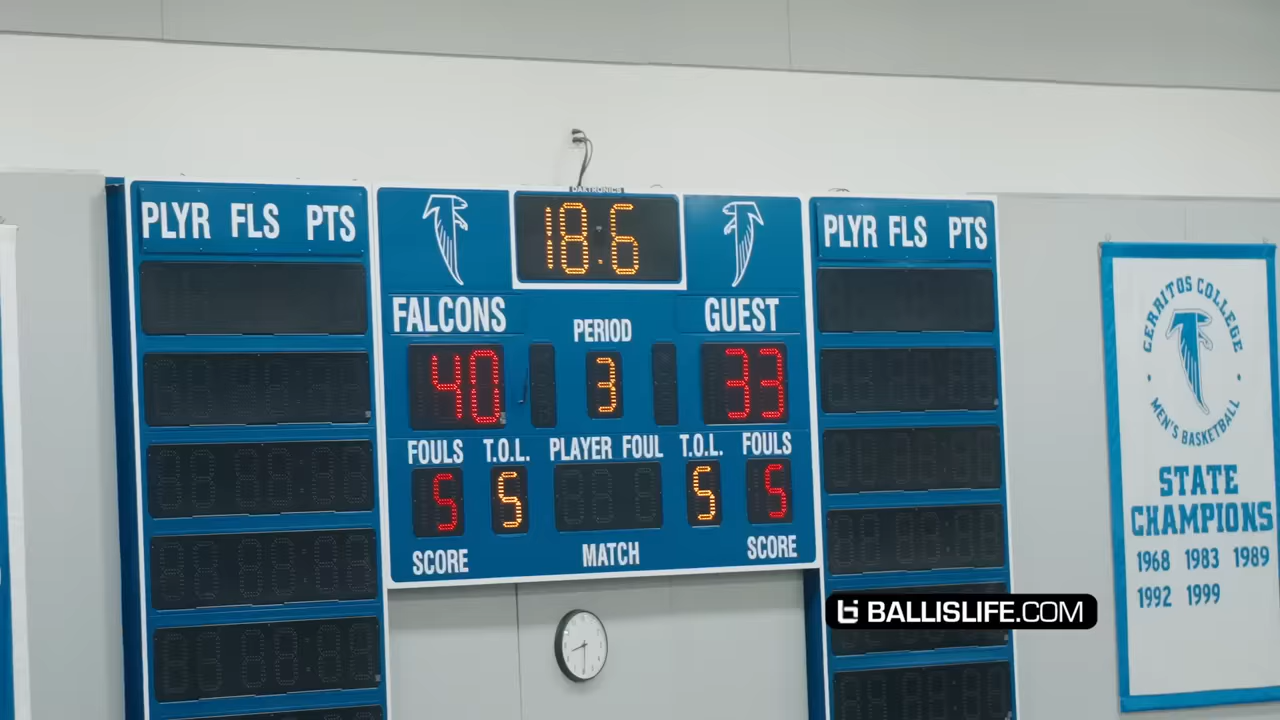 DAKTRONICS
PLYR FLS PTS
18:6
PLYR FLS PTS
FALCONS
GUEST
PERIOD
40
3
33
FOULS T.O.L. PLAYER FOUL T.O.L. FOULS
5
5
5
5
SCORE
MATCH
SCORE
CERRITOS COLLEGE
MEN'S BASKETBALL
STATE
CHAMPIONS
1968 1983 1989
1992 1999
BALLISLIFE.COM